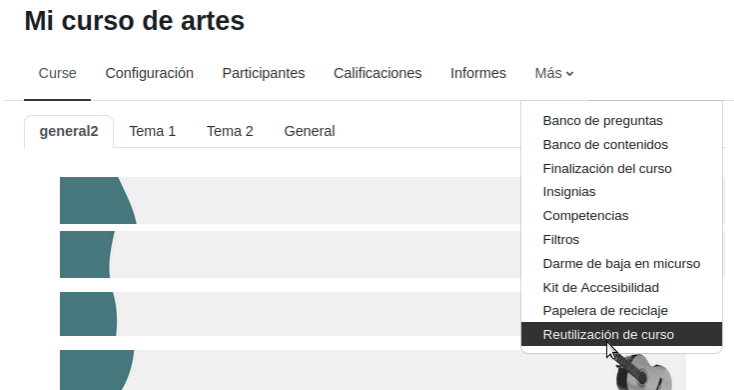 Mi curso de artes
Curse Configuración Participantes Calificaciones Informes Más
general2 Tema 1 Tema 2 General
Banco de preguntas
Banco de contenidos
Finalización del curso
Insignias
Competencias
Filtros
Darme de baja en micurso
Kit de Accesibilidad
Papelera de reciclaje
Reutilización de curso